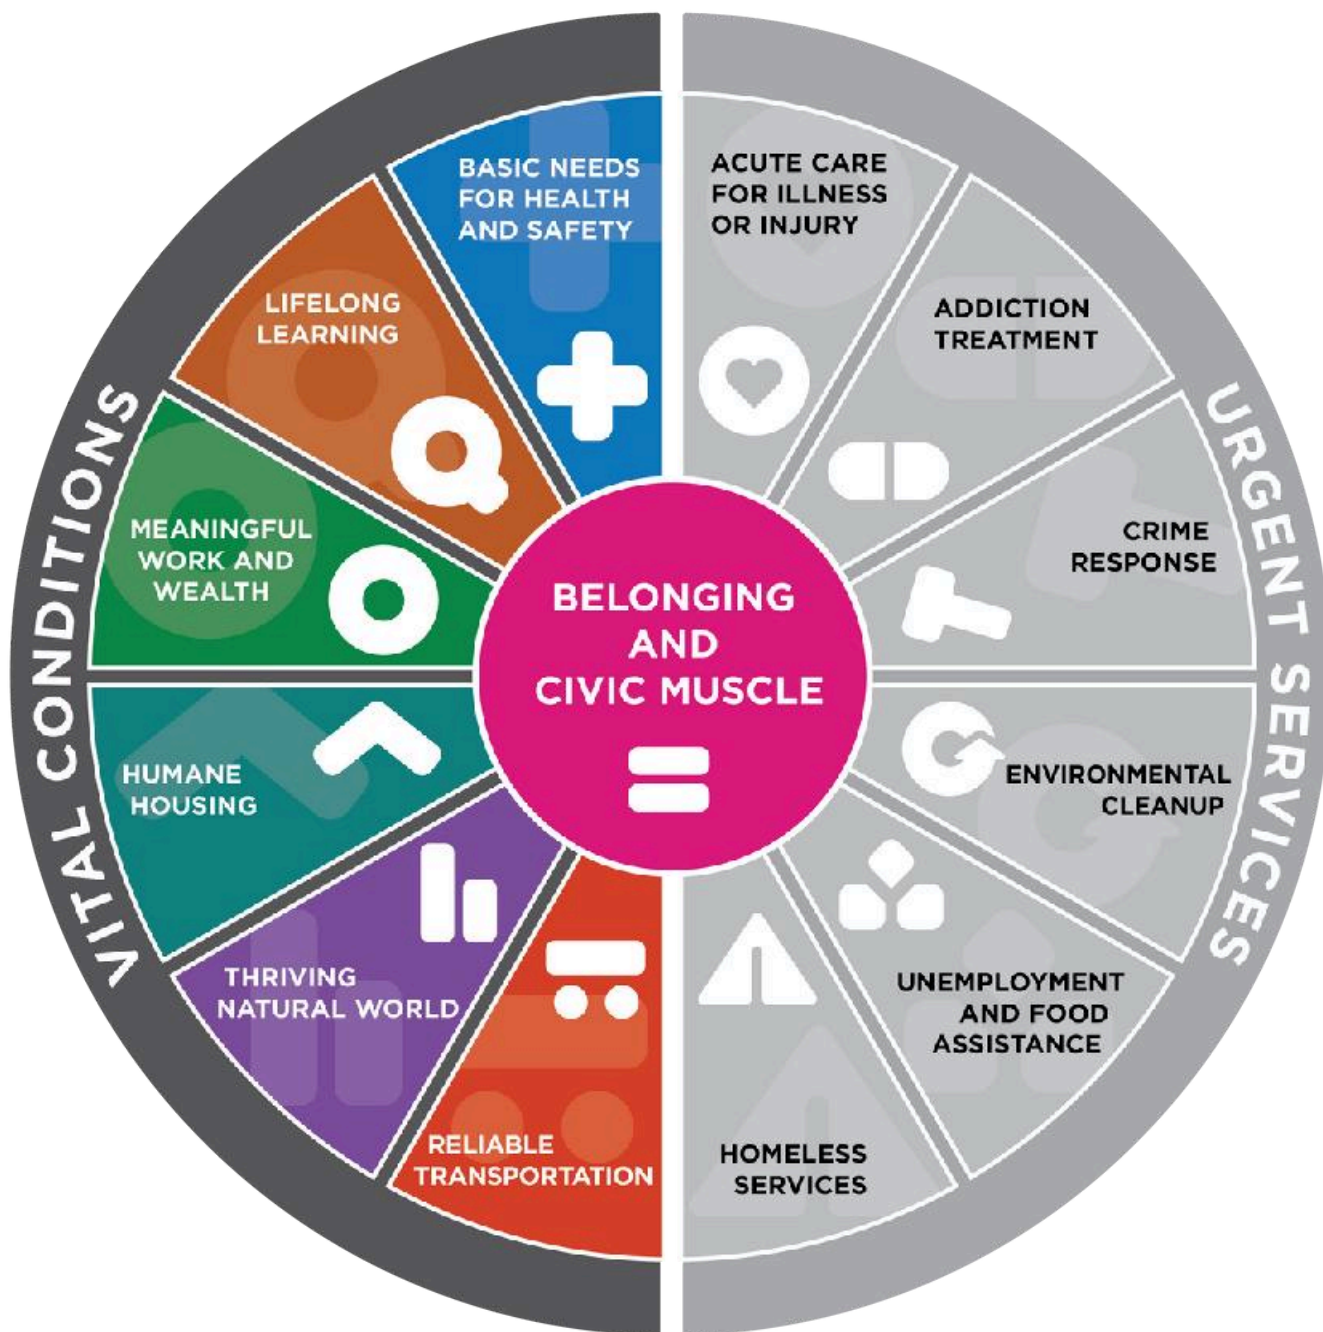 VITAL CONDITIONS
BASIC NEEDS
FOR HEALTH
AND SAFETY
LIFELONG
LEARNING
MEANINGFUL
WORK AND
WEALTH
HUMANE
HOUSING
THRIVING
NATURAL WORLD
RELIABLE
TRANSPORTATION
BELONGING
AND
CIVIC MUSCLE
URGENT SERVICES
ACUTE CARE
FOR ILLNESS
OR INJURY
ADDICTION
TREATMENT
CRIME
RESPONSE
ENVIRONMENTAL
CLEANUP
UNEMPLOYMENT
AND FOOD
ASSISTANCE
HOMELESS
SERVICES